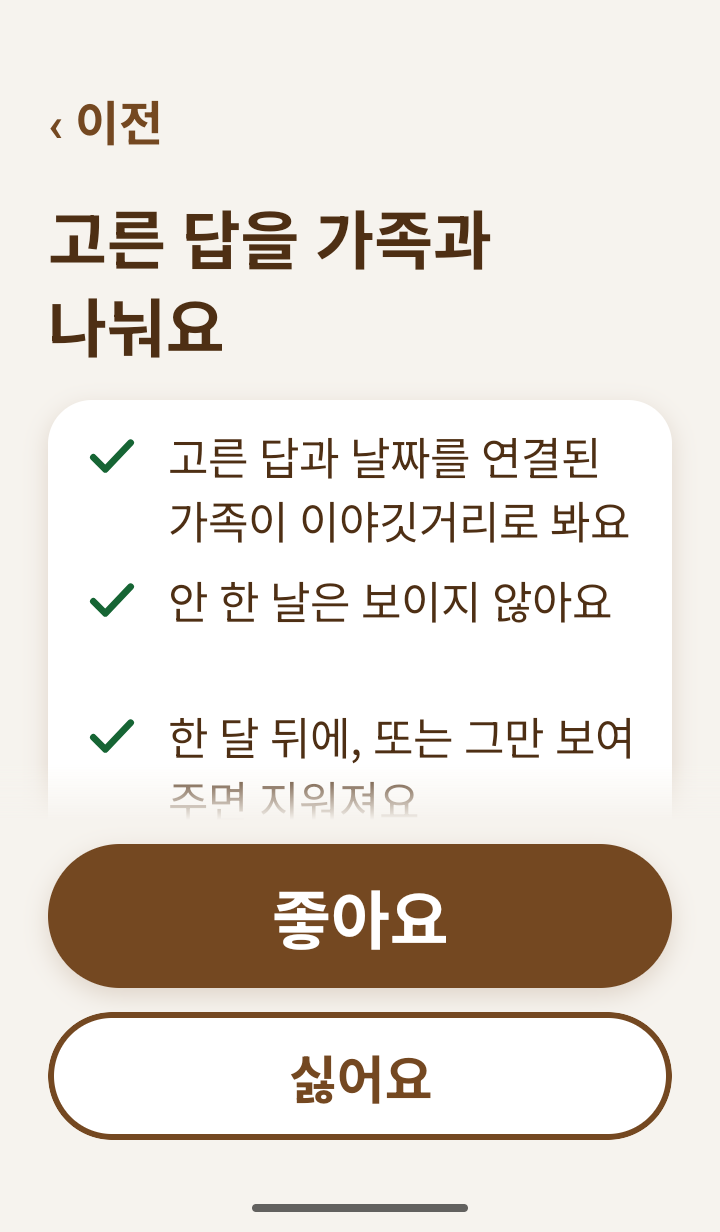 ‹ 이전
고른 답을 가족과
나눠요
고른 답과 날짜를 연결된
가족이 이야깃거리로 봐요
안 한 날은 보이지 않아요
한 달 뒤에, 또는 그만 보여
주면 지워져요
좋아요
싫어요